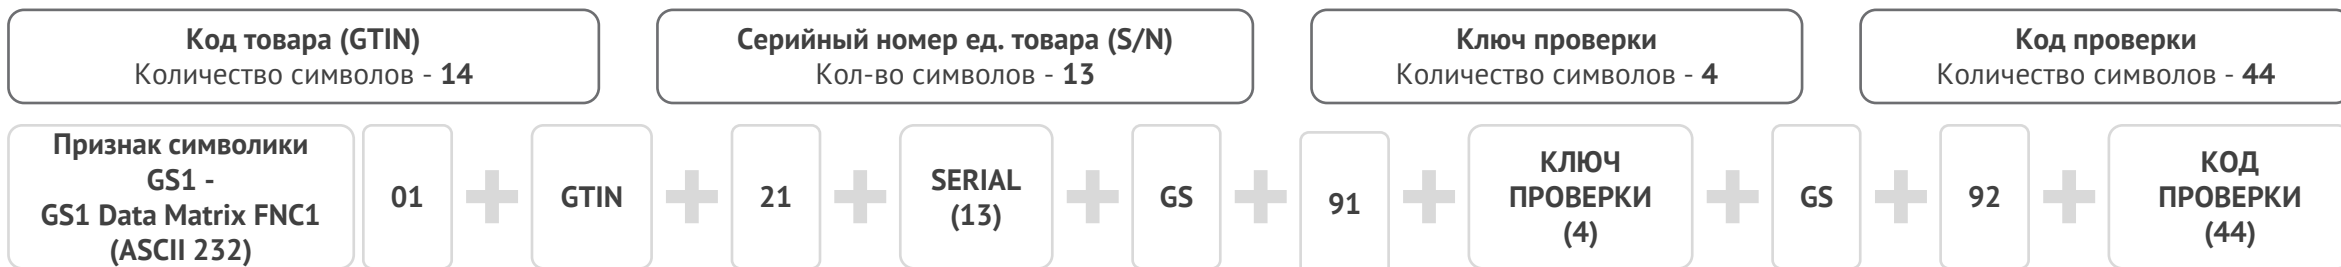 Код товара (GTIN)
Количество символов - 14
Серийный номер ед. товара (S/N)
Кол-во символов - 13
Ключ проверки
Количество символов - 4
Код проверки
Количество символов - 44
Признак символики
GS1 -
GS1 Data Matrix FNC1
(ASCII 232)
01
+
GTIN
+
21
+
SERIAL
(13)
+
GS
+
91
+
КЛЮЧ
ПРОВЕРКИ
(4)
+
GS
+
92
+
КОД
ПРОВЕРКИ
(44)